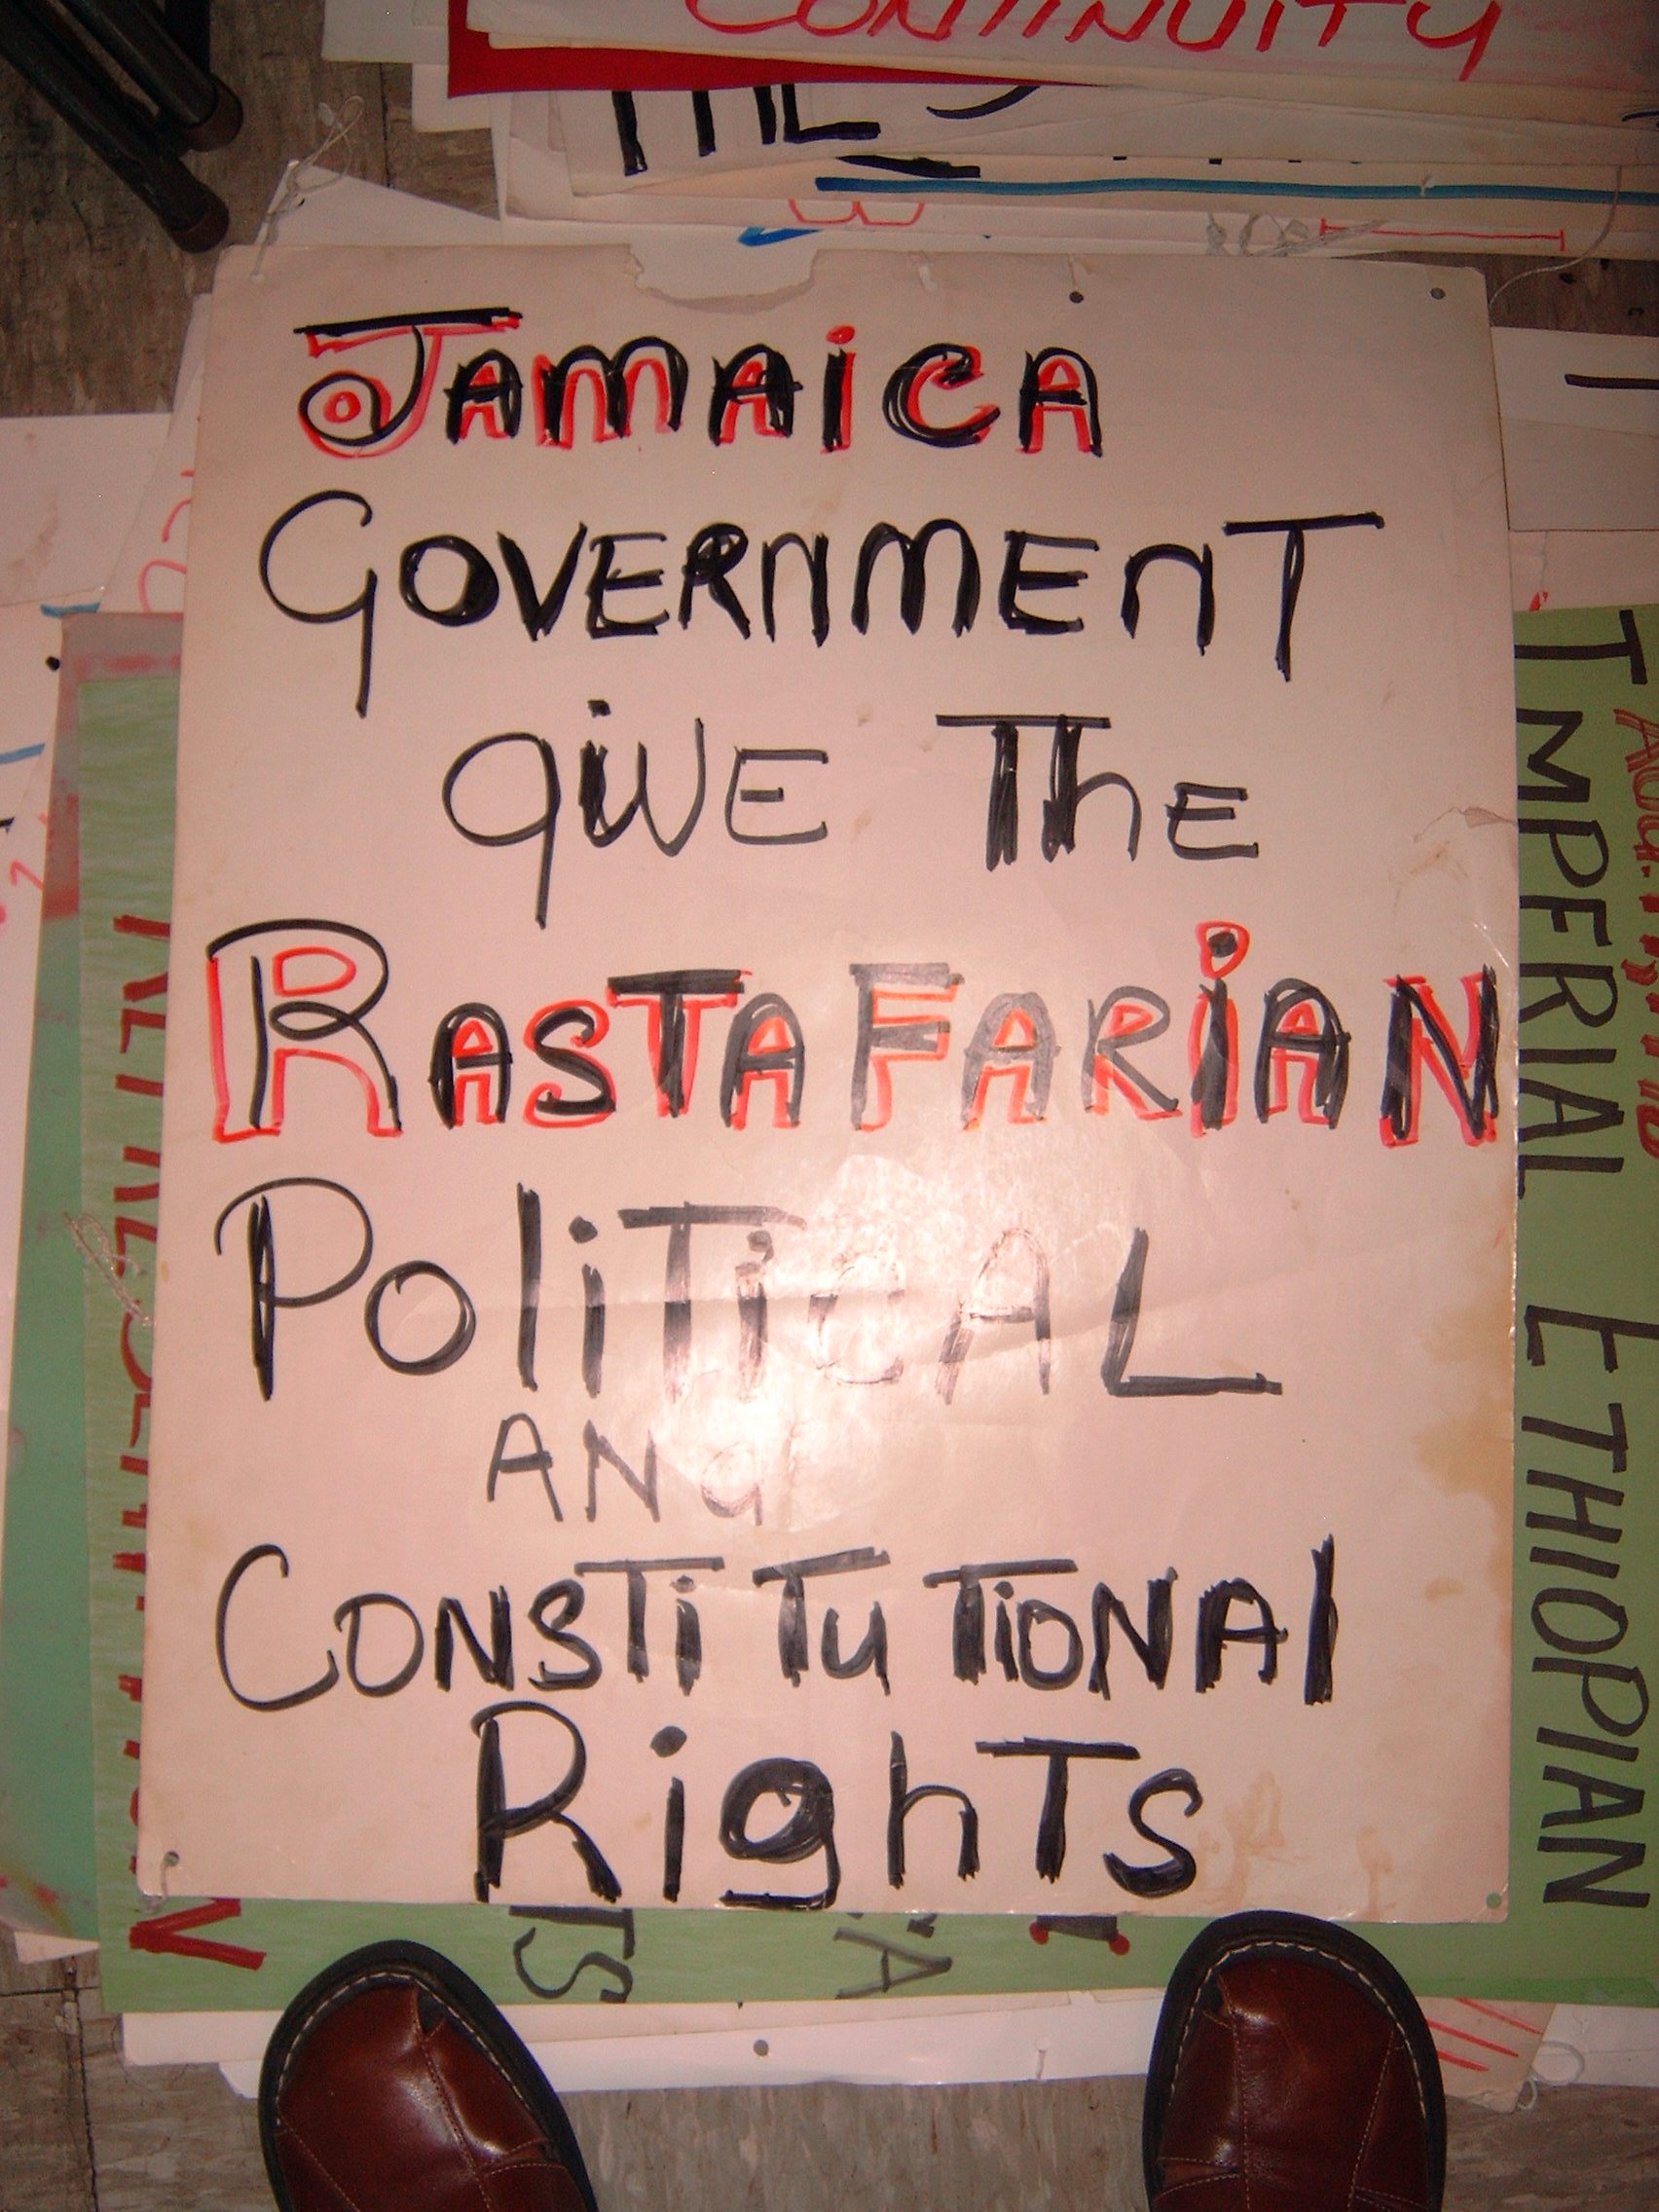 CONTINUITY
JAMAiCA
GOVERNMENT
giVE ThE
RASTAFARiAN
PoliTiCAL
ANd
CONSTiTuTiONAl
RighTs
IMPERIAL ETHIOPIAN